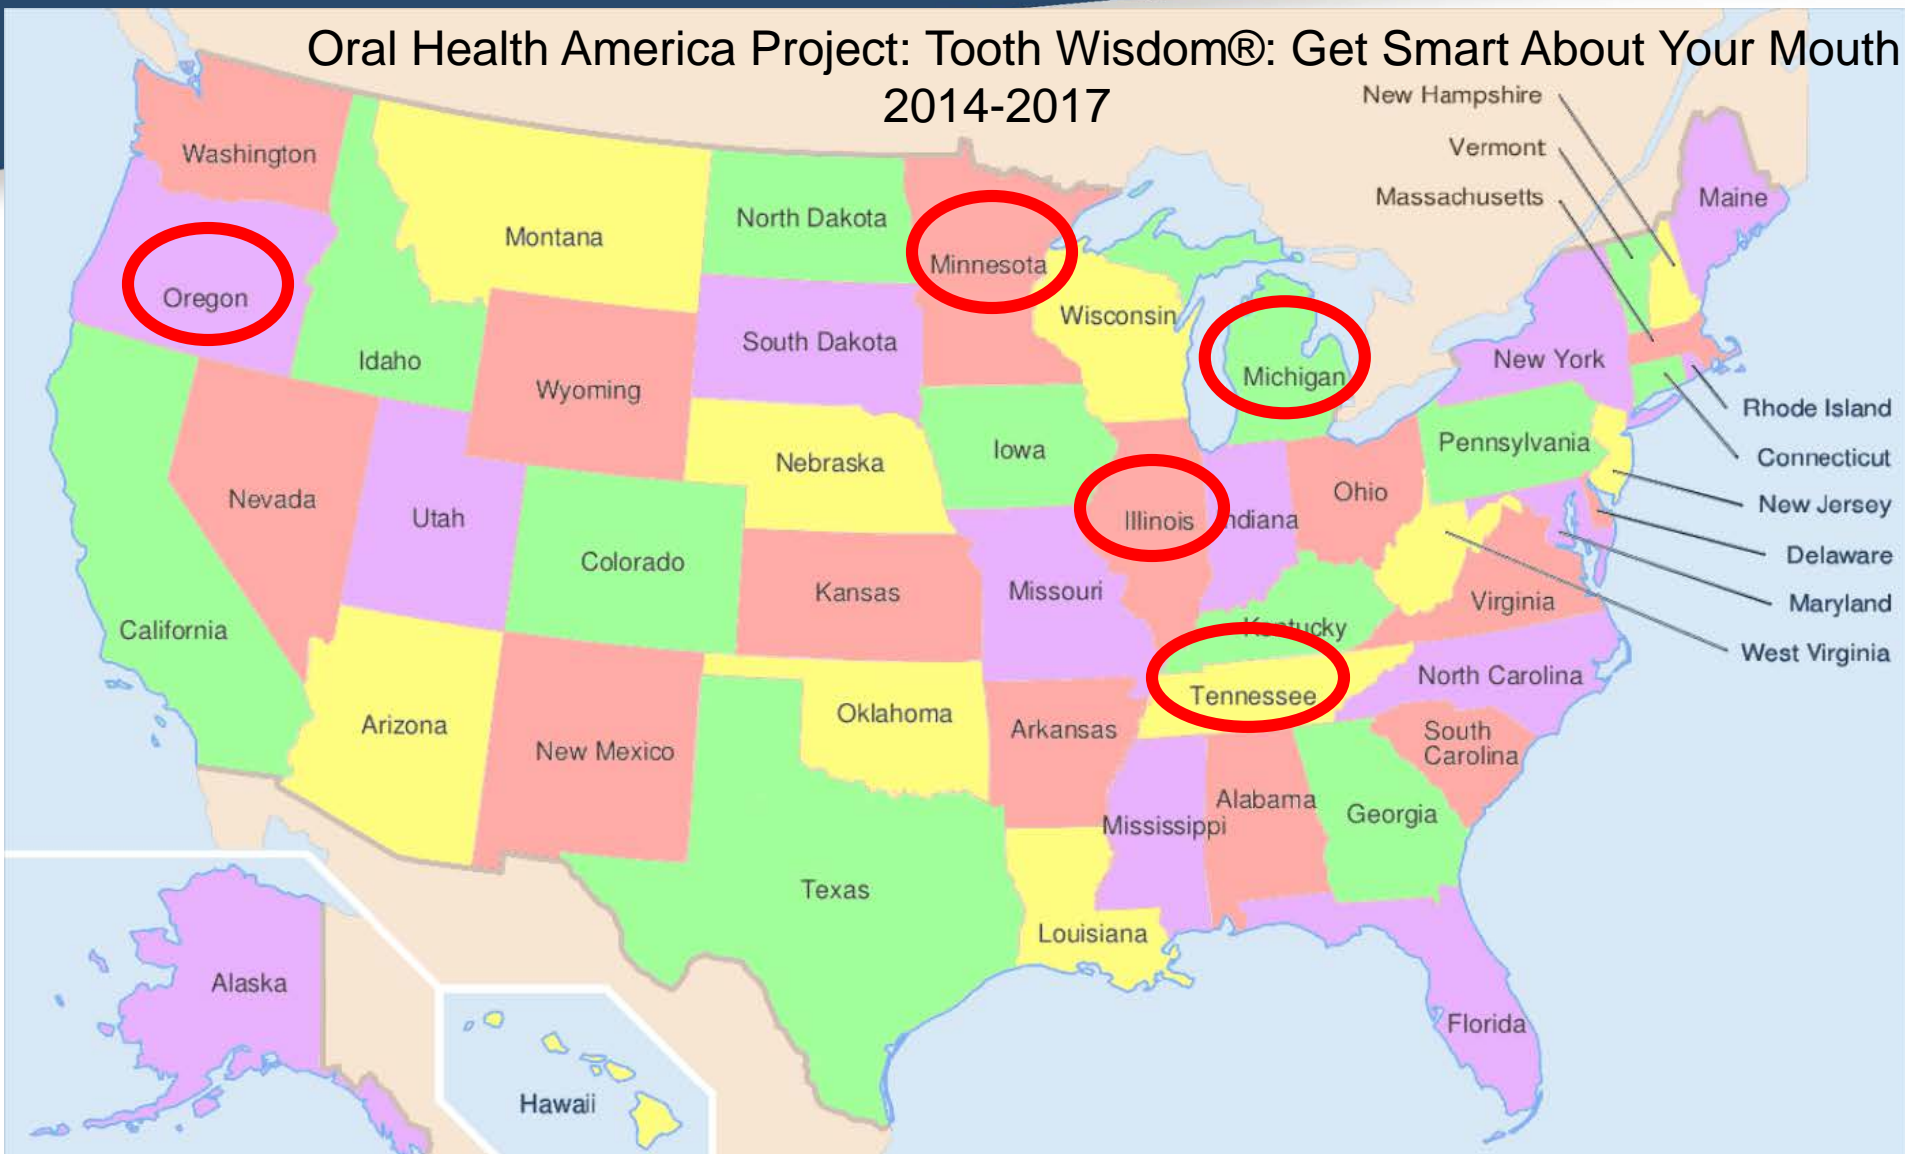 Oral Health America Project: Tooth Wisdom®: Get Smart About Your Mouth
2014-2017
New Hampshire
Vermont
Massachusetts
Washington
Maine
Montana
North Dakota
Minnesota
Oregon
Wisconsin
South Dakota
Idaho
Michigan
New York
Wyoming
Rhode Island
Iowa
Pennsylvania
Nebraska
Connecticut
Nevada
Ohio
Utah
Illinois
ndiana
New Jersey
Colorado
Delaware
Kansas
Missouri
Virginia
Maryland
California
Kentucky
West Virginia
North Carolina
Tennessee
Arizona
Oklahoma
Arkansas
South
Carolina
New Mexico
Alabama
Georgia
Mississippi
Texas
Louisiana
Alaska
Florida
Hawaii